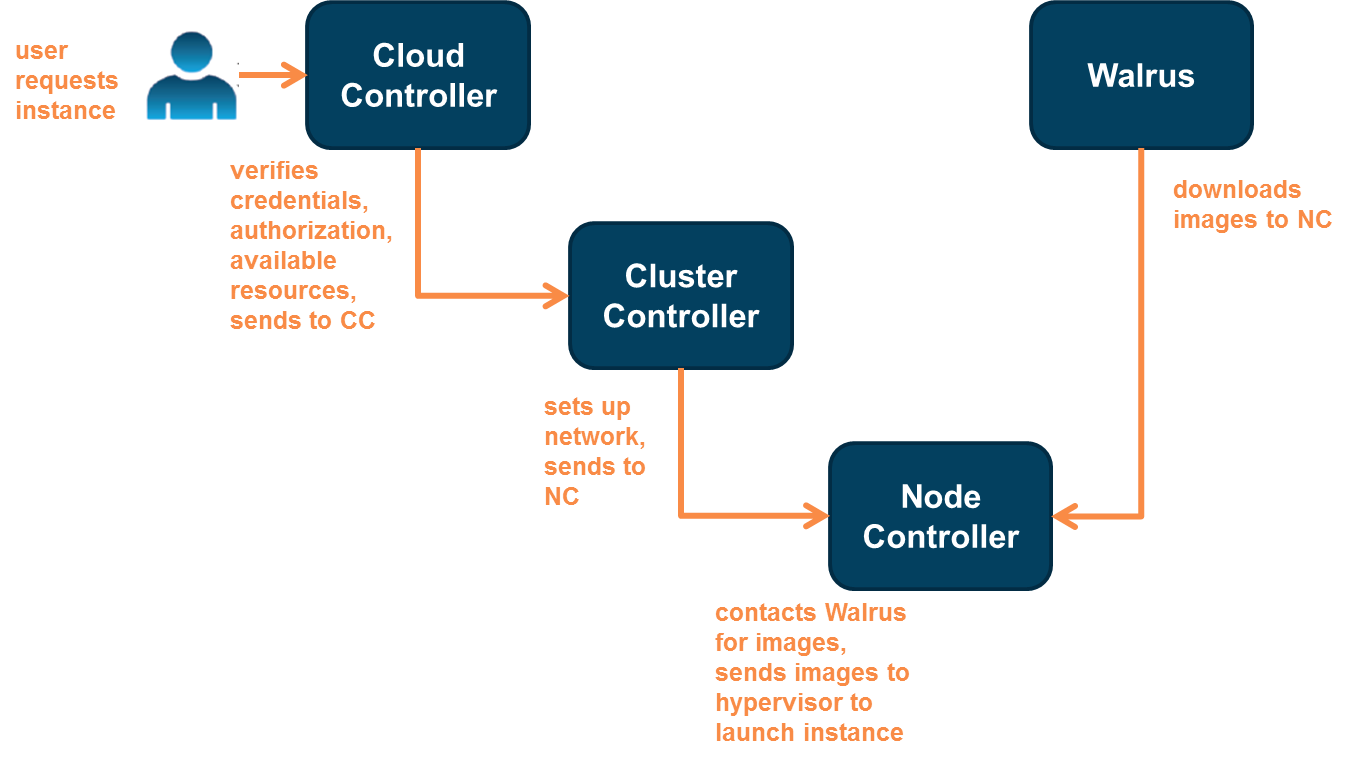 user
requests
instance
Cloud
Controller
Walrus
verifies
credentials,
authorization,
available
resources,
sends to CC
downloads
images to NC
Cluster
Controller
sets up
network,
sends to
NC
Node
Controller
contacts Walrus
for images,
sends images to
hypervisor to
launch instance